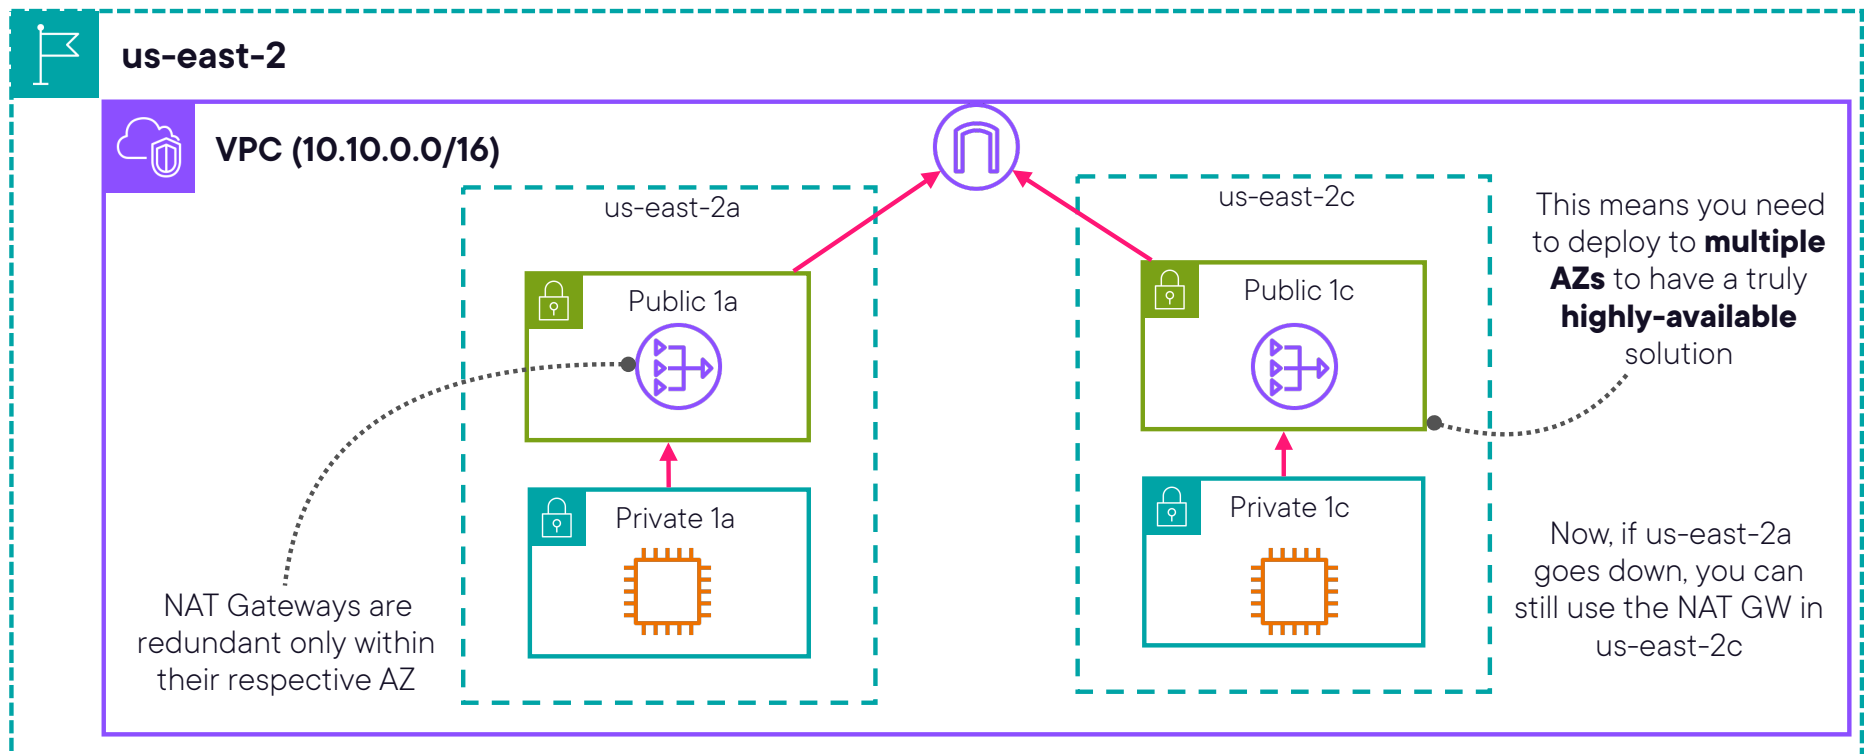 us-east-2
VPC (10.10.0.0/16)
us-east-2a
us-east-2c
Public 1a
Public 1c
Private 1a
Private 1c
NAT Gateways are
redundant only within
their respective AZ
This means you need
to deploy to multiple
AZs to have a truly
highly-available
solution
Now, if us-east-2a
goes down, you can
still use the NAT GW in
us-east-2c